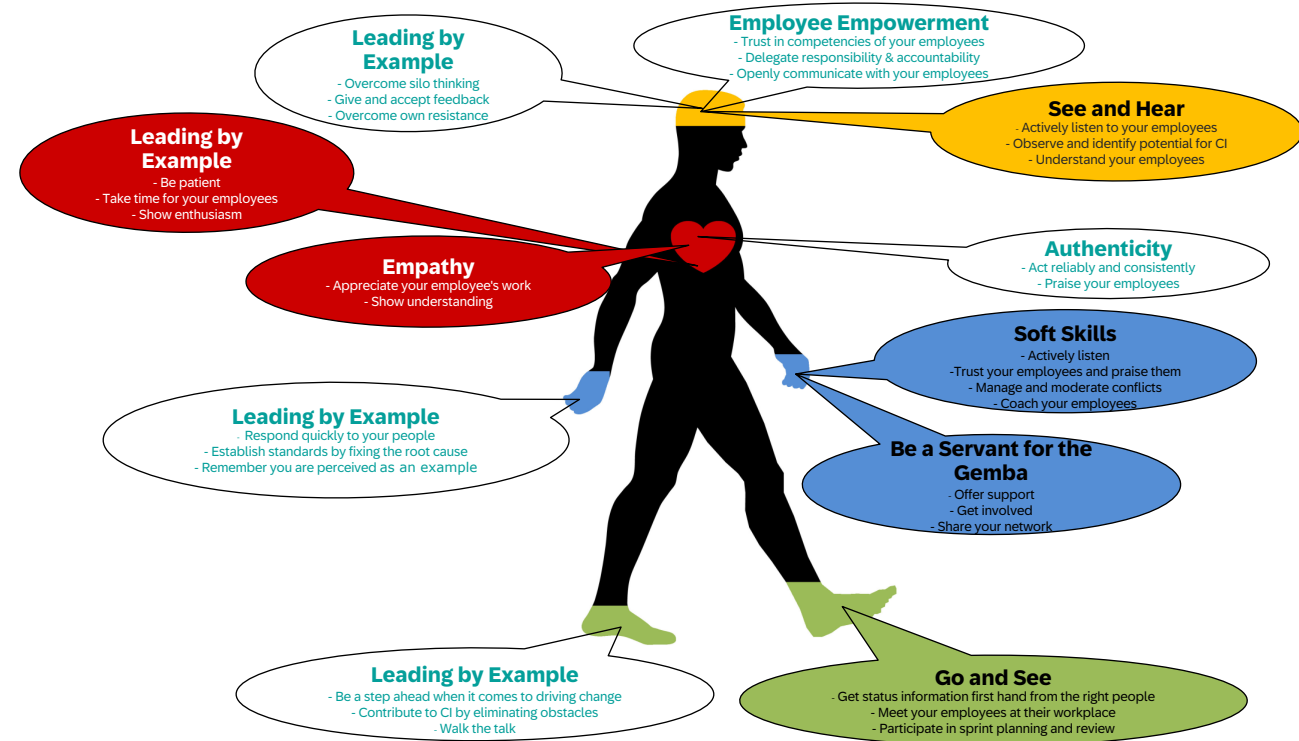 Leading by
Example
- Overcome silo thinking
- Give and accept feedback
- Overcome own resistance
Employee Empowerment
- Trust in competencies of your employees
- Delegate responsibility & accountability
- Openly communicate with your employees
See and Hear
- Actively listen to your employees
- Observe and identify potential for CI
- Understand your employees
Leading by
Example
- Be patient
- Take time for your employees
- Show enthusiasm
Empathy
- Appreciate your employee's work
- Show understanding
Authenticity
- Act reliably and consistently
- Praise your employees
Soft Skills
- Actively listen
-Trust your employees and praise them
- Manage and moderate conflicts
- Coach your employees
Leading by Example
- Respond quickly to your people
- Establish standards by fixing the root cause
- Remember you are perceived as an example
Be a Servant for the
Gemba
- Offer support
- Get involved
- Share your network
Leading by Example
- Be a step ahead when it comes to driving change
- Contribute to CI by eliminating obstacles
- Walk the talk
Go and See
- Get status information first hand from the right people
- Meet your employees at their workplace
- Participate in sprint planning and review